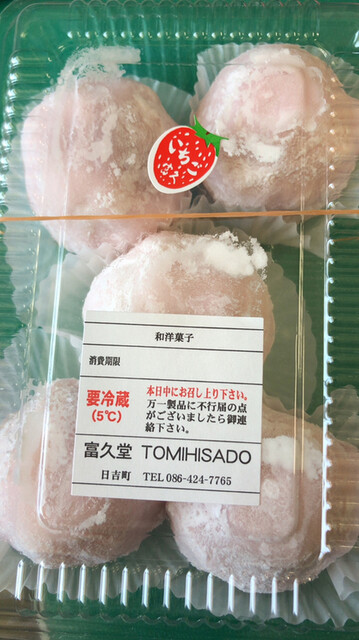 いちご
和洋菓子
消費期限
要冷蔵
(5℃)
本日中にお召し上り下さい。
万一製品に不行届の点
がございましたら御連
絡下さい。
富久堂 TOMIHISADO
日吉町 TEL 086-424-7765